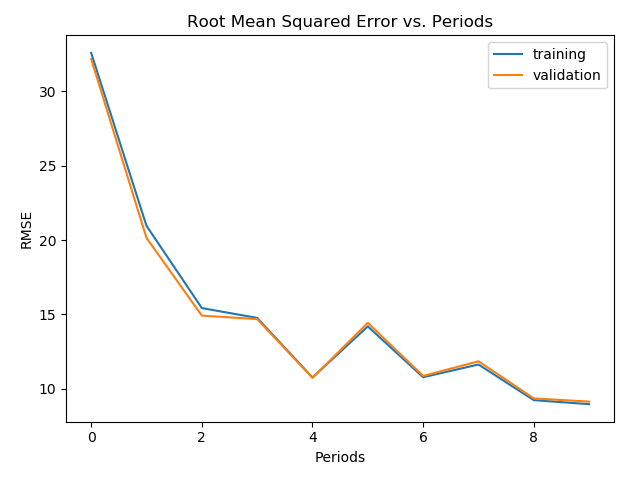 Root Mean Squared Error vs. Periods
training
validation
30
25
20
15
10
RMSE
0 2 4 6 8
Periods